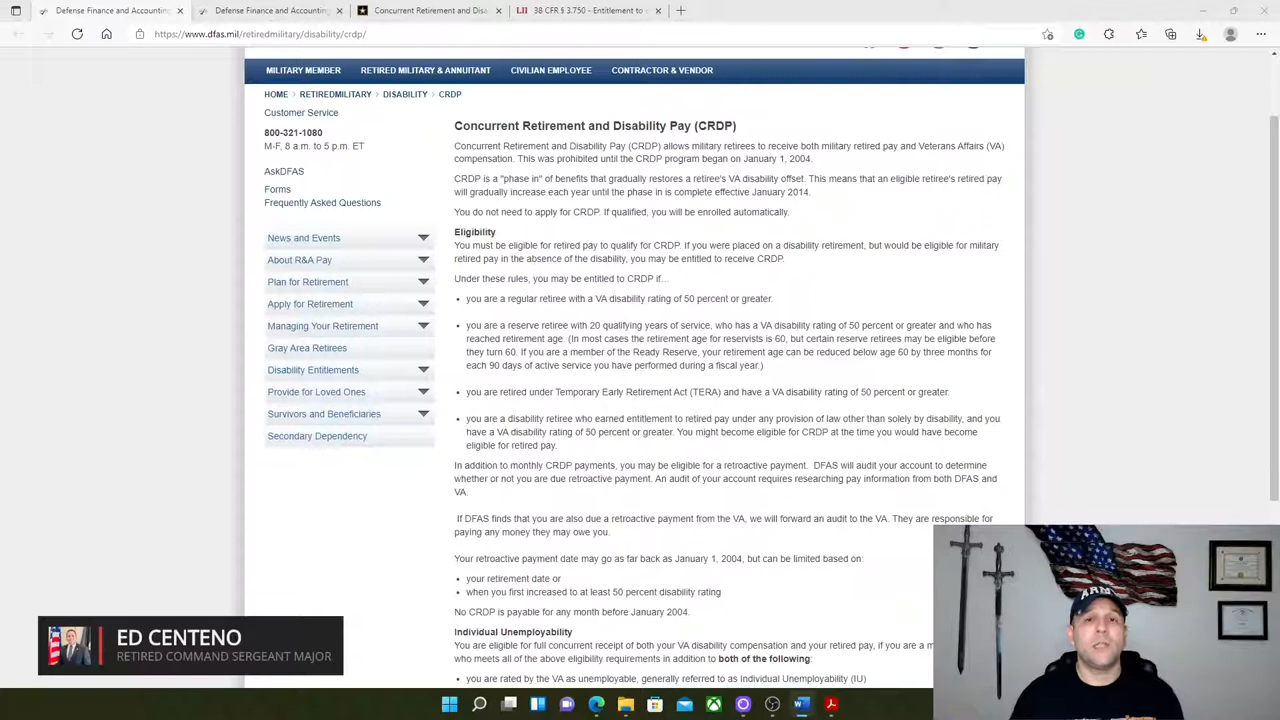 Defense Finance and Accounting
Defense Finance and Accounting
Concurrent Retirement and Disa
LII
38 CFR § 3.750 - Entitlement to c
https://www.dfas.mil/retiredmilitary/disability/crdp/
MILITARY MEMBER
RETIRED MILITARY & ANNUITANT
CIVILIAN EMPLOYEE
CONTRACTOR & VENDOR
HOME > RETIREDMILITARY > DISABILITY > CRDP
Customer Service
800-321-1080
M-F, 8 a.m. to 5 p.m. ET
AskDFAS
Forms
Frequently Asked Questions
News and Events
About R&A Pay
Plan for Retirement
Apply for Retirement
Managing Your Retirement
Gray Area Retirees
Disability Entitlements
Provide for Loved Ones
Survivors and Beneficiaries
Secondary Dependency
Concurrent Retirement and Disability Pay (CRDP)
Concurrent Retirement and Disability Pay (CRDP) allows military retirees to receive both military retired pay and Veterans Affairs (VA)
compensation. This was prohibited until the CRDP program began on January 1, 2004.
CRDP is a "phase in" of benefits that gradually restores a retiree's VA disability offset. This means that an eligible retiree's retired pay
will gradually increase each year until the phase in is complete effective January 2014.
You do not need to apply for CRDP. If qualified, you will be enrolled automatically.
Eligibility
You must be eligible for retired pay to qualify for CRDP. If you were placed on a disability retirement, but would be eligible for military
retired pay in the absence of the disability, you may be entitled to receive CRDP.
Under these rules, you may be entitled to CRDP if…
• you are a regular retiree with a VA disability rating of 50 percent or greater.
• you are a reserve retiree with 20 qualifying years of service, who has a VA disability rating of 50 percent or greater and who has
reached retirement age. (In most cases the retirement age for reservists is 60, but certain reserve retirees may be eligible before
they turn 60. If you are a member of the Ready Reserve, your retirement age can be reduced below age 60 by three months for
each 90 days of active service you have performed during a fiscal year.)
• you are retired under Temporary Early Retirement Act (TERA) and have a VA disability rating of 50 percent or greater.
• you are a disability retiree who earned entitlement to retired pay under any provision of law other than solely by disability, and you
have a VA disability rating of 50 percent or greater. You might become eligible for CRDP at the time you would have become
eligible for retired pay.
In addition to monthly CRDP payments, you may be eligible for a retroactive payment. DFAS will audit your account to determine
whether or not you are due retroactive payment. An audit of your account requires researching pay information from both DFAS and
VA.
If DFAS finds that you are also due a retroactive payment from the VA, we will forward an audit to the VA. They are responsible for
paying any money they may owe you.
Your retroactive payment date may go as far back as January 1, 2004, but can be limited based on:
• your retirement date or
• when you first increased to at least 50 percent disability rating
No CRDP is payable for any month before January 2004.
Individual Unemployability
You are eligible for full concurrent receipt of both your VA disability compensation and your retired pay, if you are a m
who meets all of the above eligibility requirements in addition to both of the following:
• you are rated by the VA as unemployable, generally referred to as Individual Unemployability (IU)
ED CENTENO
RETIRED COMMAND SERGEANT MAJOR
ARMY